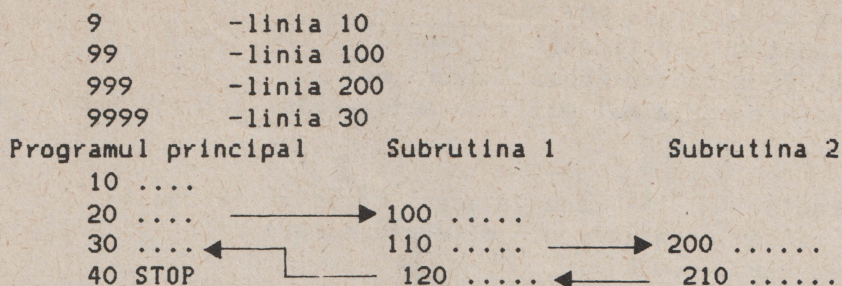 9 -linia 10
99 -linia 100
999 -linia 200
9999 -linia 30
Programul principal Subrutina 1 Subrutina 2
10 ....
20 .... 100 .....
30 .... 110 ..... 200 ......
40 STOP 120 ..... 210 ......